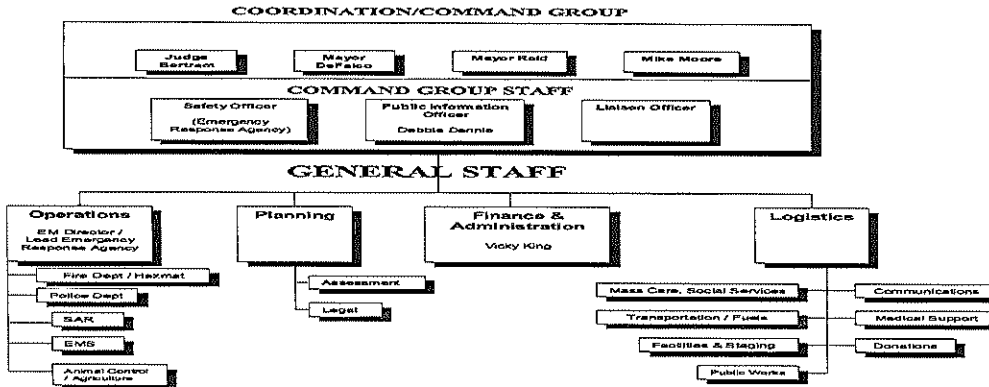 COORDINATION/COMMAND GROUP
Judge
Bertram
Mayor
DeFalco
Mayor Reid
Mike Moore
COMMAND GROUP STAFF
Safety Officer
(Emergency
Response Agency)
Public Information
Officer
Debbie Dennie
Liaison Officer
GENERAL STAFF
Operations
EM Director /
Lead Emergency
Response Agency
Fire Dept / Hazmat
Police Dept
SAR
EMS
Animal Control
/ Agriculture
Planning
Assessment
Legal
Finance &
Administration
Vicky King
Logistics
Mass Care, Social Services
Communications
Transportation / Fuels
Medical Support
Facilities & Staging
Donations
Public Works